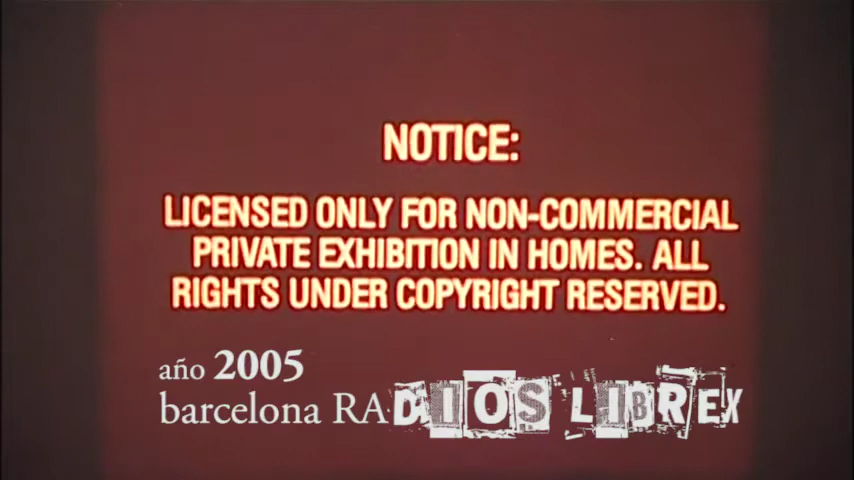 NOTICE:
LICENSED ONLY FOR NON-COMMERCIAL
PRIVATE EXHIBITION IN HOMES. ALL
RIGHTS UNDER COPYRIGHT RESERVED.
año 2005
barcelona RADIOS LIBREX